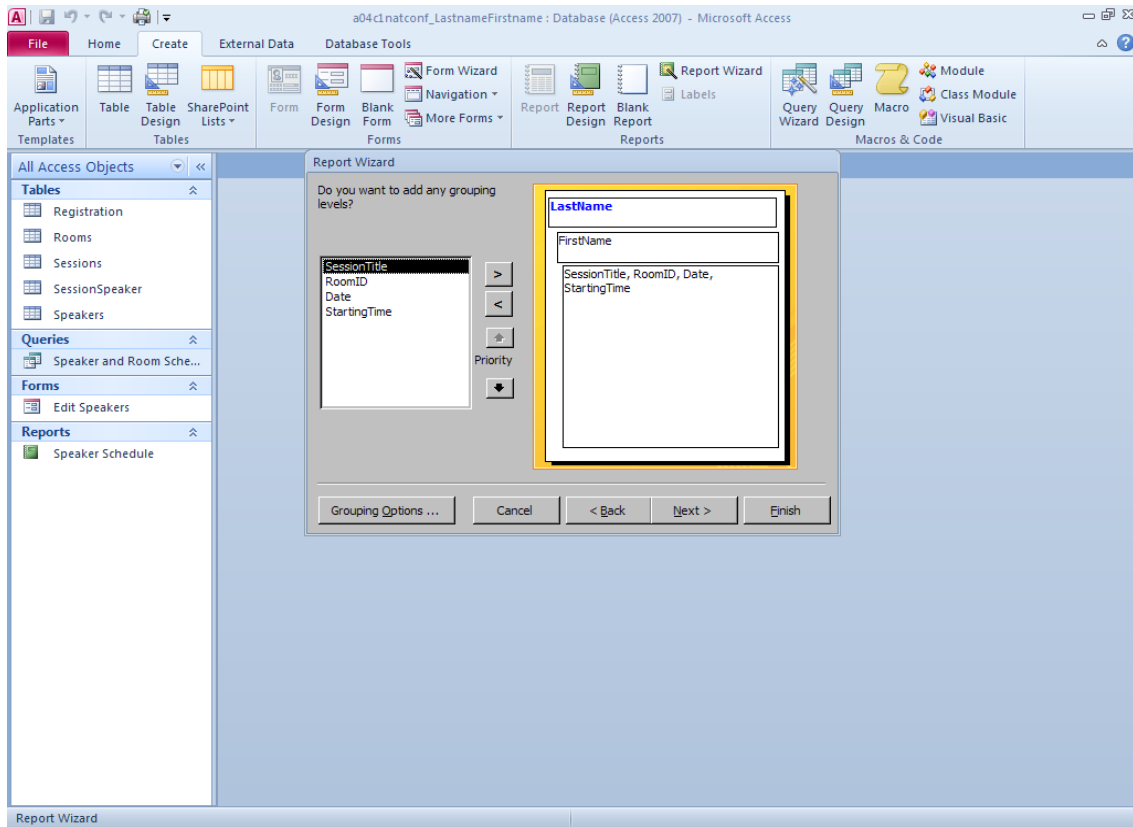 A
a04c1natconf_LastnameFirstname : Database (Access 2007) - Microsoft Access
File Home Create External Data Database Tools
?
Application
Parts
Table
Table
Design
SharePoint
Lists
Form
Form
Design
Blank
Form
Form Wizard
Navigation
More Forms
Report
Report
Design
Blank
Report
Report Wizard
Labels
Query
Wizard
Query
Design
Macro
Module
Class Module
Visual Basic
Templates Tables Forms Reports Macros & Code
All Access Objects «
Tables
Registration
Rooms
Sessions
SessionSpeaker
Speakers
Queries
Speaker and Room Sche...
Forms
Edit Speakers
Reports
Speaker Schedule
Report Wizard
Do you want to add any grouping
levels?
SessionTitle
RoomID
Date
StartingTime
>
<
Priority
LastName
FirstName
SessionTitle, RoomID, Date,
StartingTime
Grouping Options ... Cancel < Back Next > Finish
Report Wizard